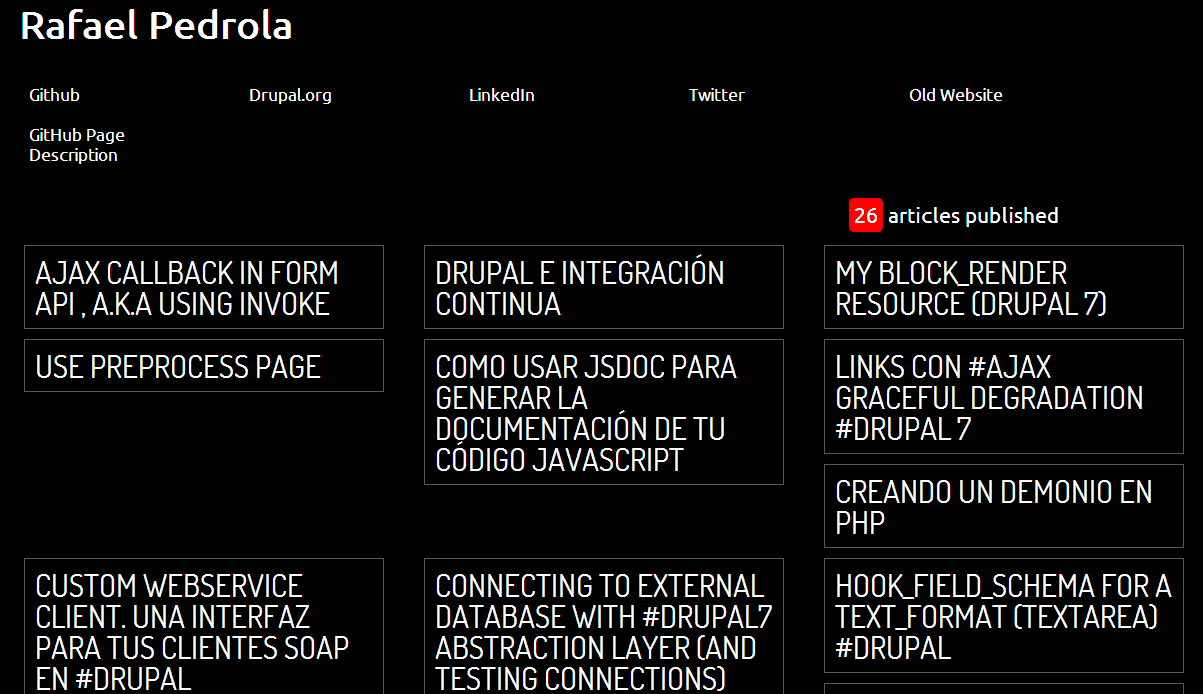 Rafael Pedrola
Github
Drupal.org
LinkedIn
Twitter
Old Website
GitHub Page
Description
26 articles published
AJAX CALLBACK IN FORM
API , A.K.A USING INVOKE
DRUPAL E INTEGRACIÓN
CONTINUA
MY BLOCK_RENDER
RESOURCE (DRUPAL 7)
USE PREPROCESS PAGE
COMO USAR JSDOC PARA
GENERAR LA
DOCUMENTACIÓN DE TU
CÓDIGO JAVASCRIPT
LINKS CON #AJAX
GRACEFUL DEGRADATION
#DRUPAL 7
CREANDO UN DEMONIO EN
PHP
CUSTOM WEBSERVICE
CLIENT. UNA INTERFAZ
PARA TUS CLIENTES SOAP
EN #DRUPAL
CONNECTING TO EXTERNAL
DATABASE WITH #DRUPAL7
ABSTRACTION LAYER (AND
TESTING CONNECTIONS)
HOOK_FIELD_SCHEMA FOR A
TEXT_FORMAT (TEXTAREA)
#DRUPAL